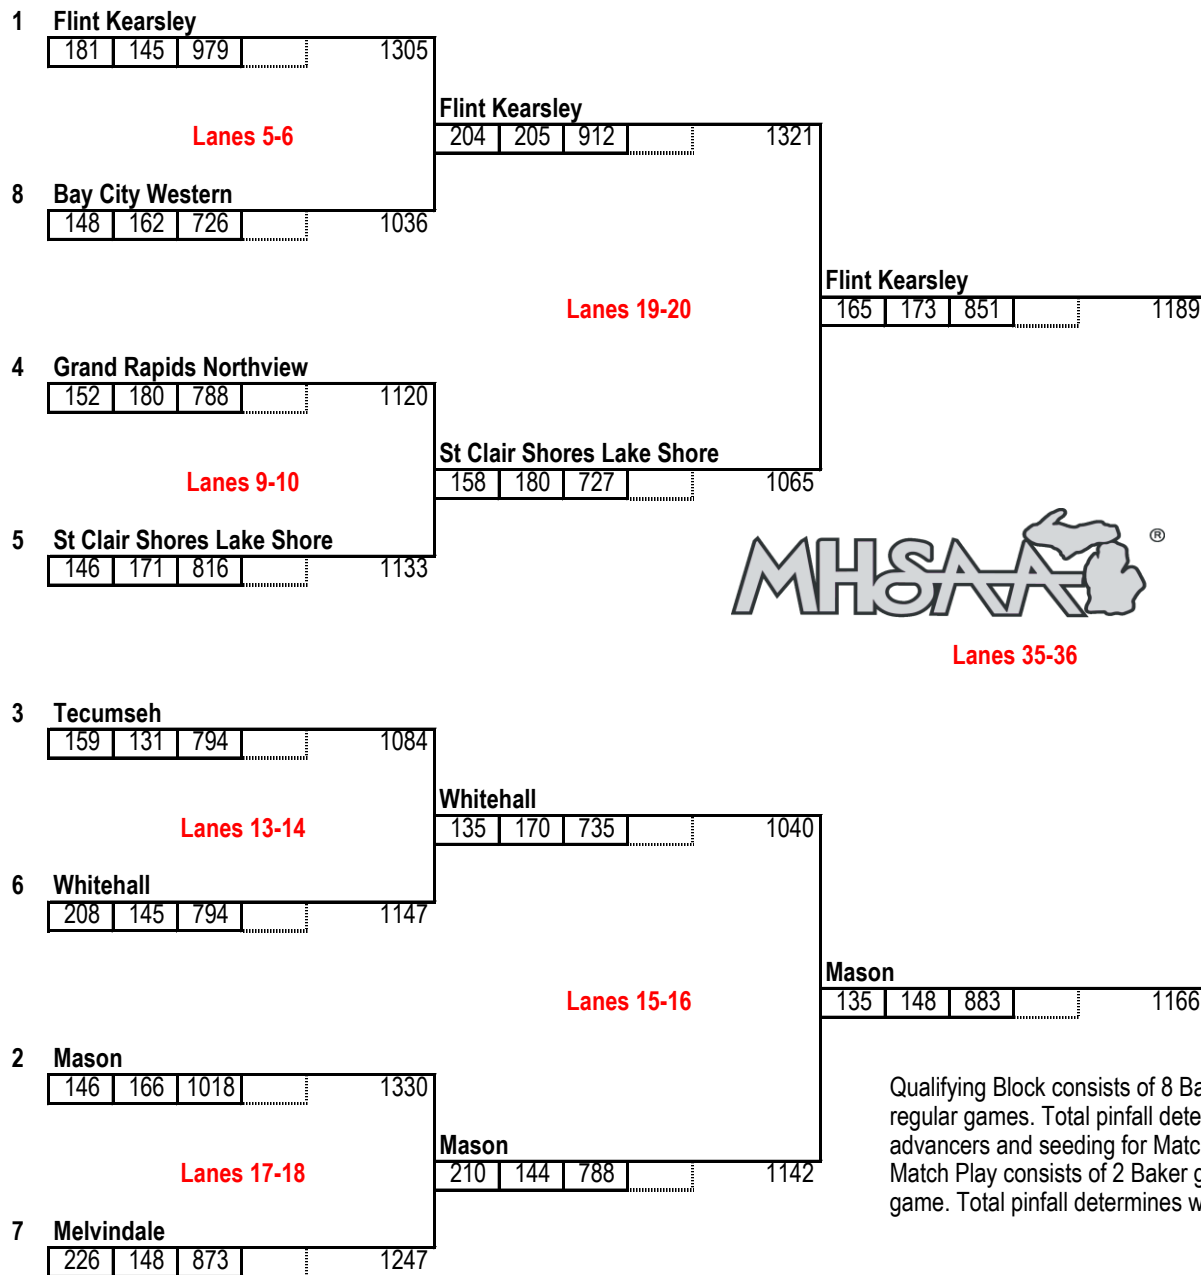 1 Flint Kearsley
181 145 979 1305
Flint Kearsley
Lanes 5-6
204 205 912 1321
8 Bay City Western
148 162 726 1036
Flint Kearsley
Lanes 19-20
165 173 851 1189
4 Grand Rapids Northview
152 180 788 1120
St Clair Shores Lake Shore
Lanes 9-10
158 180 727 1065
5 St Clair Shores Lake Shore
146 171 816 1133
MHSAA ®
Lanes 35-36
3 Tecumseh
159 131 794 1084
Whitehall
Lanes 13-14
135 170 735 1040
6 Whitehall
208 145 794 1147
Mason
Lanes 15-16
135 148 883 1166
2 Mason
146 166 1018 1330
Qualifying Block consists of 8 Ba
regular games. Total pinfall dete
advancers and seeding for Matc
Match Play consists of 2 Baker g
game. Total pinfall determines w
Mason
Lanes 17-18
210 144 788 1142
7 Melvindale
226 148 873 1247